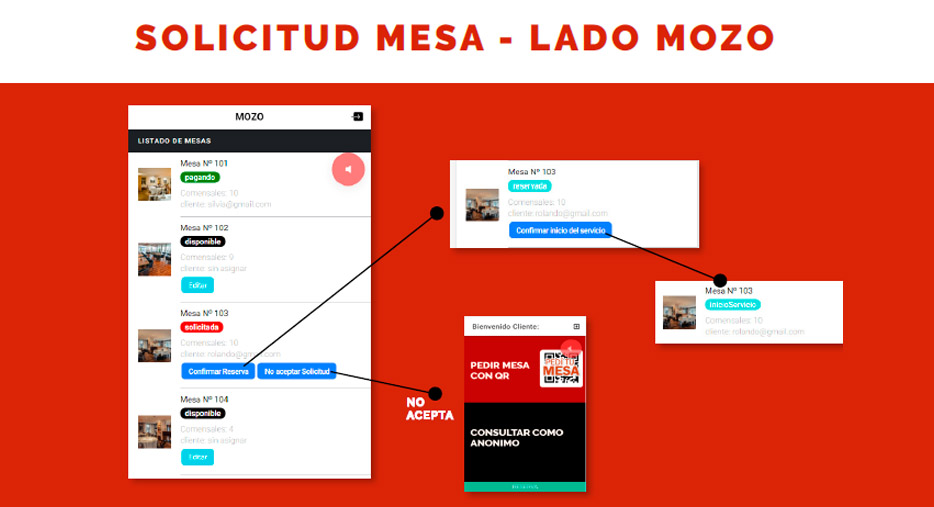 SOLICITUD MESA - LADO MOZO
MOZO
LISTADO DE MESAS
Mesa Nº 101
pagando
Comensales: 10
cliente: silvia@gmail.com
Mesa Nº 102
disponible
Comensales: 9
cliente: sin asignar
Editar
Mesa Nº 103
solicitada
Comensales: 10
cliente: rolando@gmail.com
Confirmar Reserva
No aceptar Solicitud
Mesa Nº 104
disponible
Comensales: 4
cliente: sin asignar
Editar
Mesa Nº 103
reservada
Comensales: 10
cliente: rolando@gmail.com
Confirmar inicio del servicio
Mesa Nº 103
InicioServicio
Comensales: 10
cliente: rolando@gmail.com
NO
ACEPTA
Bienvenido Cliente:
PEDIR MESA
CON QR
PEDI TU
MESA
CONSULTAR COMO
ANONIMO